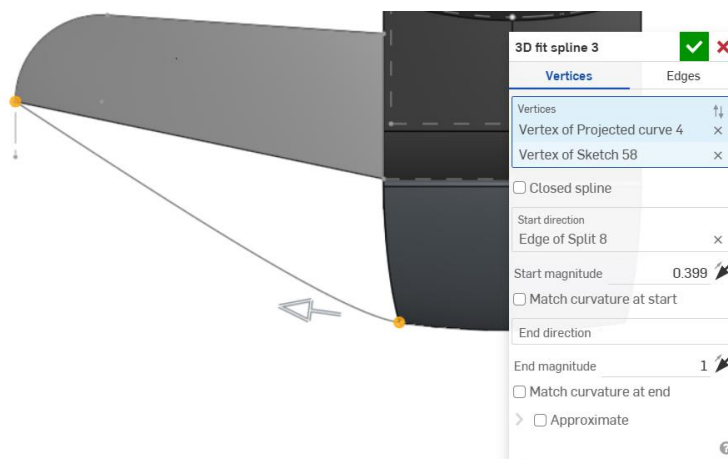 3D fit spline 3
Vertices Edges
Vertices
Vertex of Projected curve 4
Vertex of Sketch 58
Closed spline
Start direction
Edge of Split 8
Start magnitude 0.399
Match curvature at start
End direction
End magnitude 1
Match curvature at end
Approximate